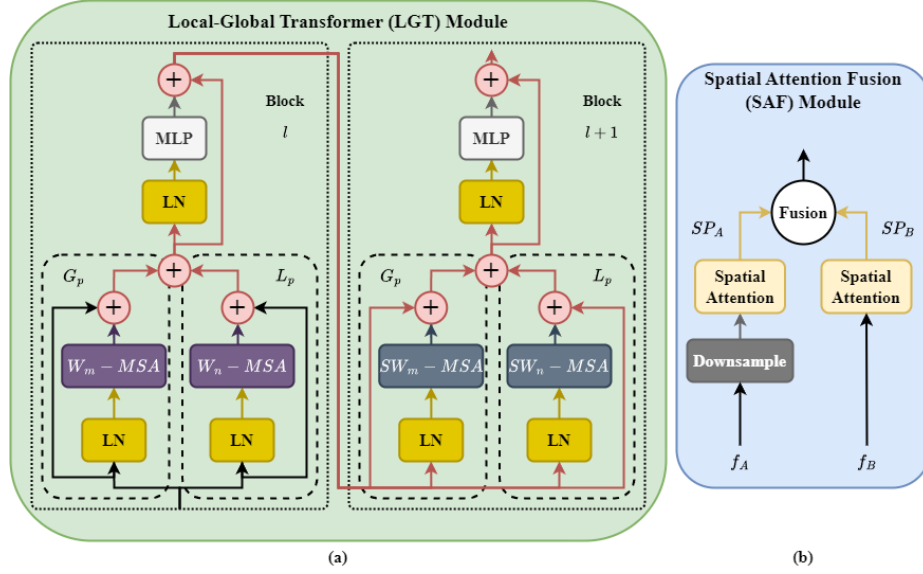 Local-Global Transformer (LGT) Module
Block
l
MLP
LN
G_p
L_p
W_m − MSA
W_n − MSA
LN
LN
Block
l + 1
MLP
LN
G_p
L_p
SW_m − MSA
SW_n − MSA
LN
LN
(a)
Spatial Attention Fusion
(SAF) Module
Fusion
SP_A
SP_B
Spatial
Attention
Spatial
Attention
Downsample
f_A
f_B
(b)